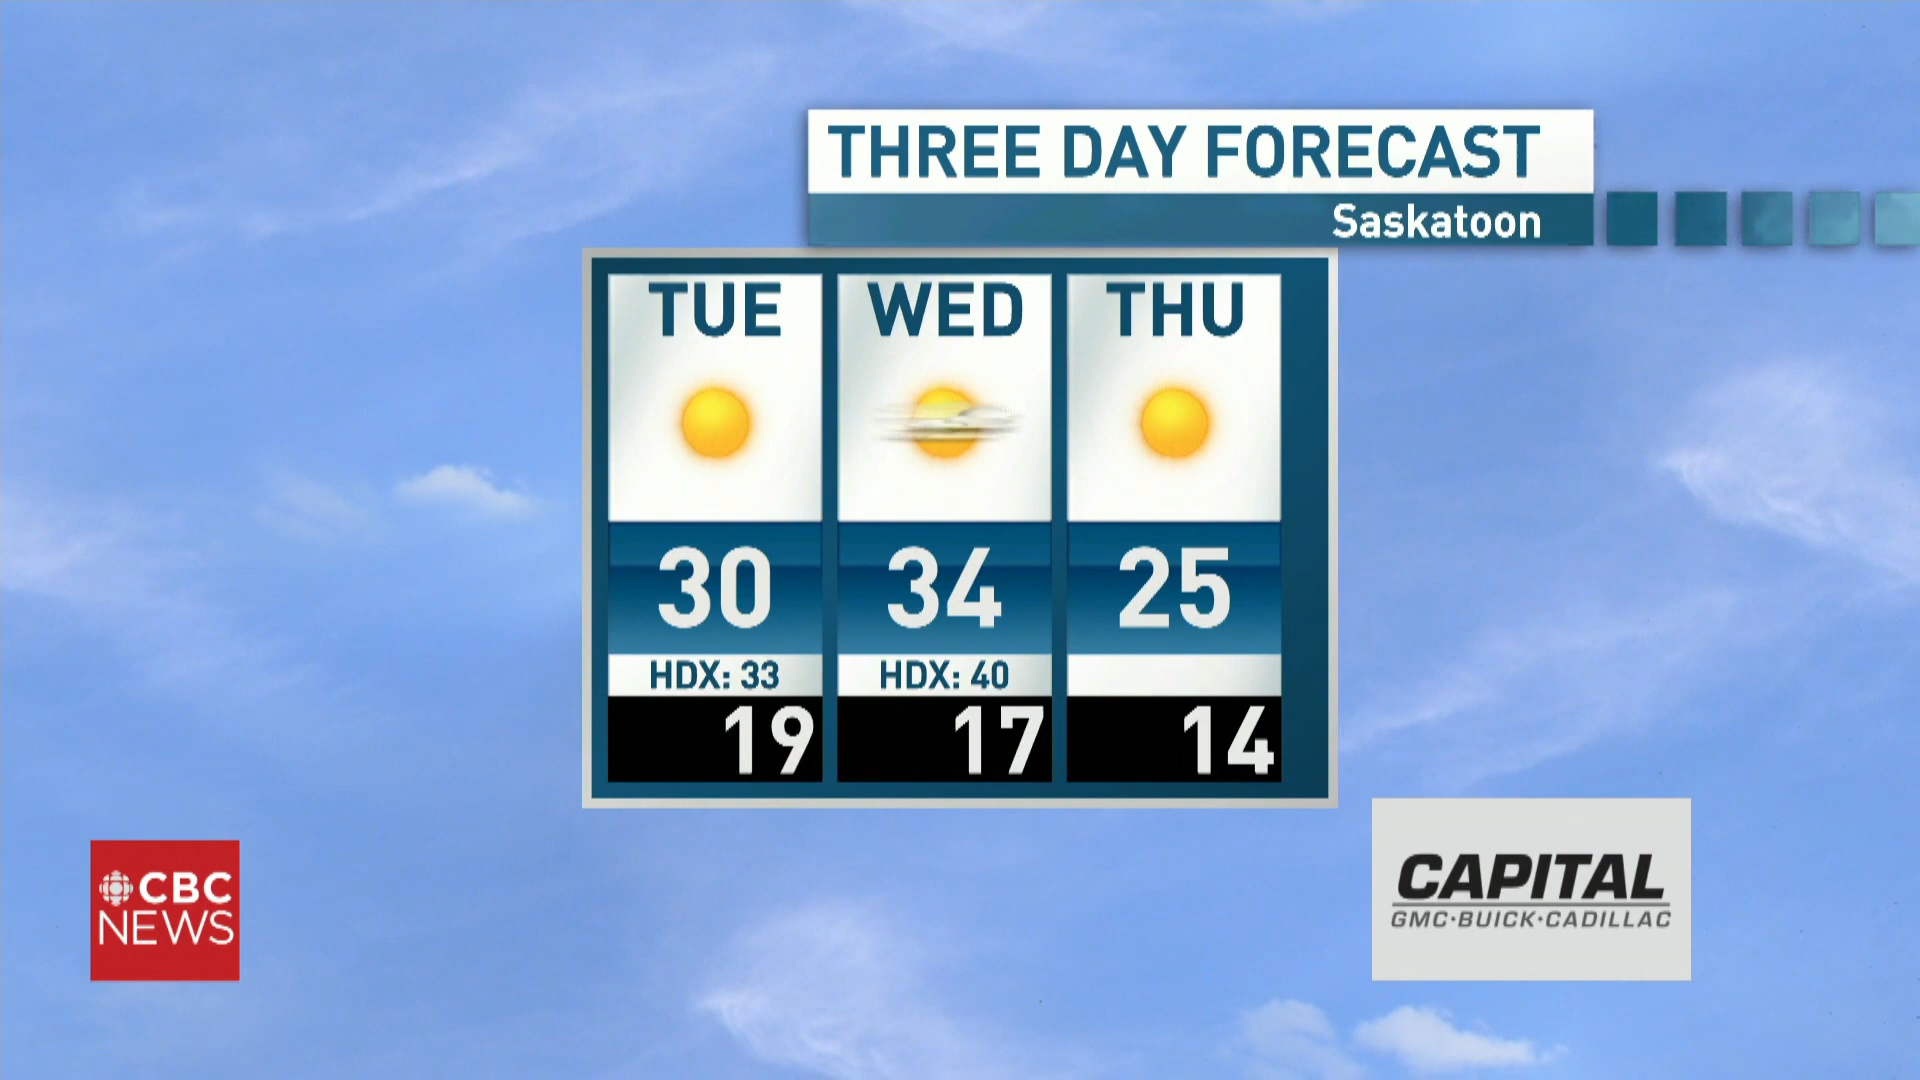 THREE DAY FORECAST
Saskatoon
TUE WED THU
30 34 25
HDX: 33 HDX: 40
19 17 14
CBC
NEWS
CAPITAL
GMC•BUICK•CADILLAC